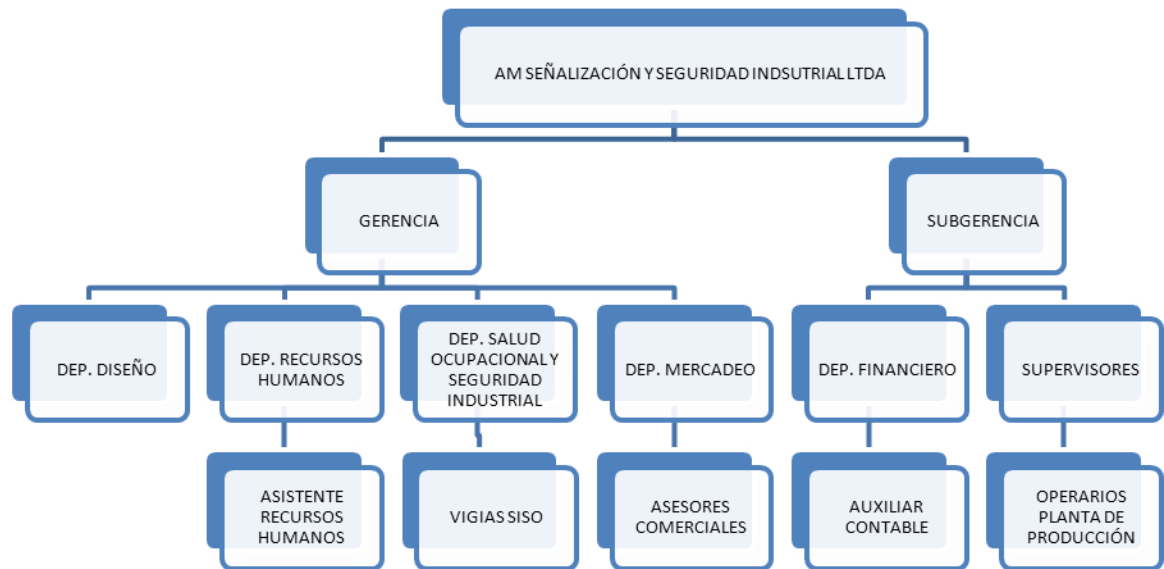 AM SEÑALIZACIÓN Y SEGURIDAD INDSUTRIAL LTDA
GERENCIA
SUBGERENCIA
DEP. DISEÑO
DEP. RECURSOS
HUMANOS
DEP. SALUD
OCUPACIONAL Y
SEGURIDAD
INDUSTRIAL
DEP. MERCADEO
DEP. FINANCIERO
SUPERVISORES
ASISTENTE
RECURSOS
HUMANOS
VIGIAS SISO
ASESORES
COMERCIALES
AUXILIAR
CONTABLE
OPERARIOS
PLANTA DE
PRODUCCIÓN